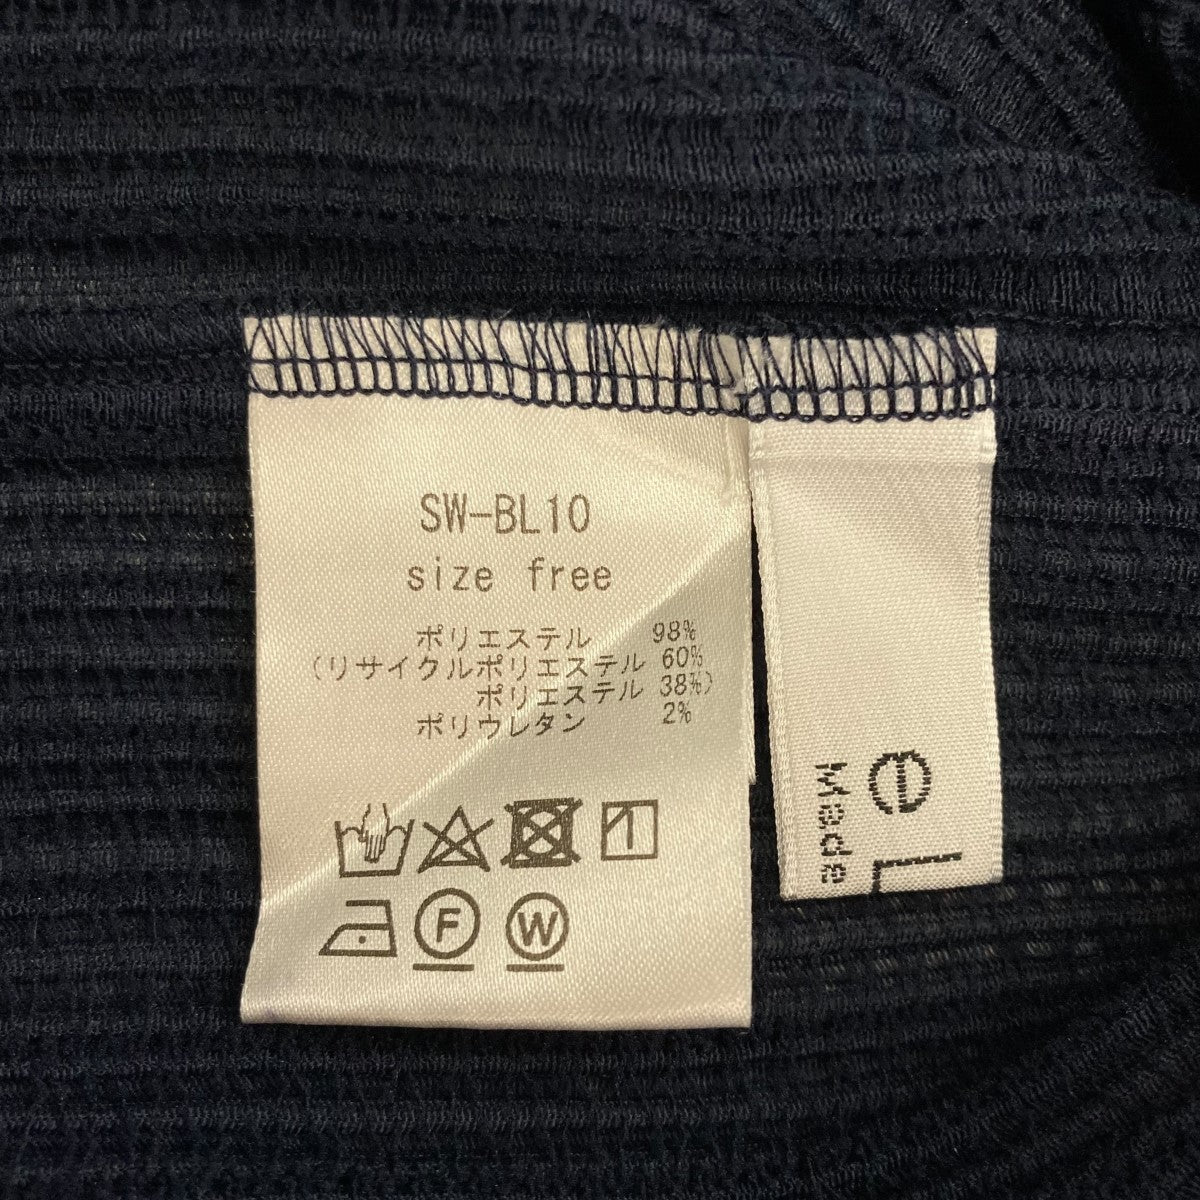 SW-BL10
size free
ポリエステル 98%
(リサイクルポリエステル 60%
ポリエステル 38%)
ポリウレタン 2%
F
W
Made